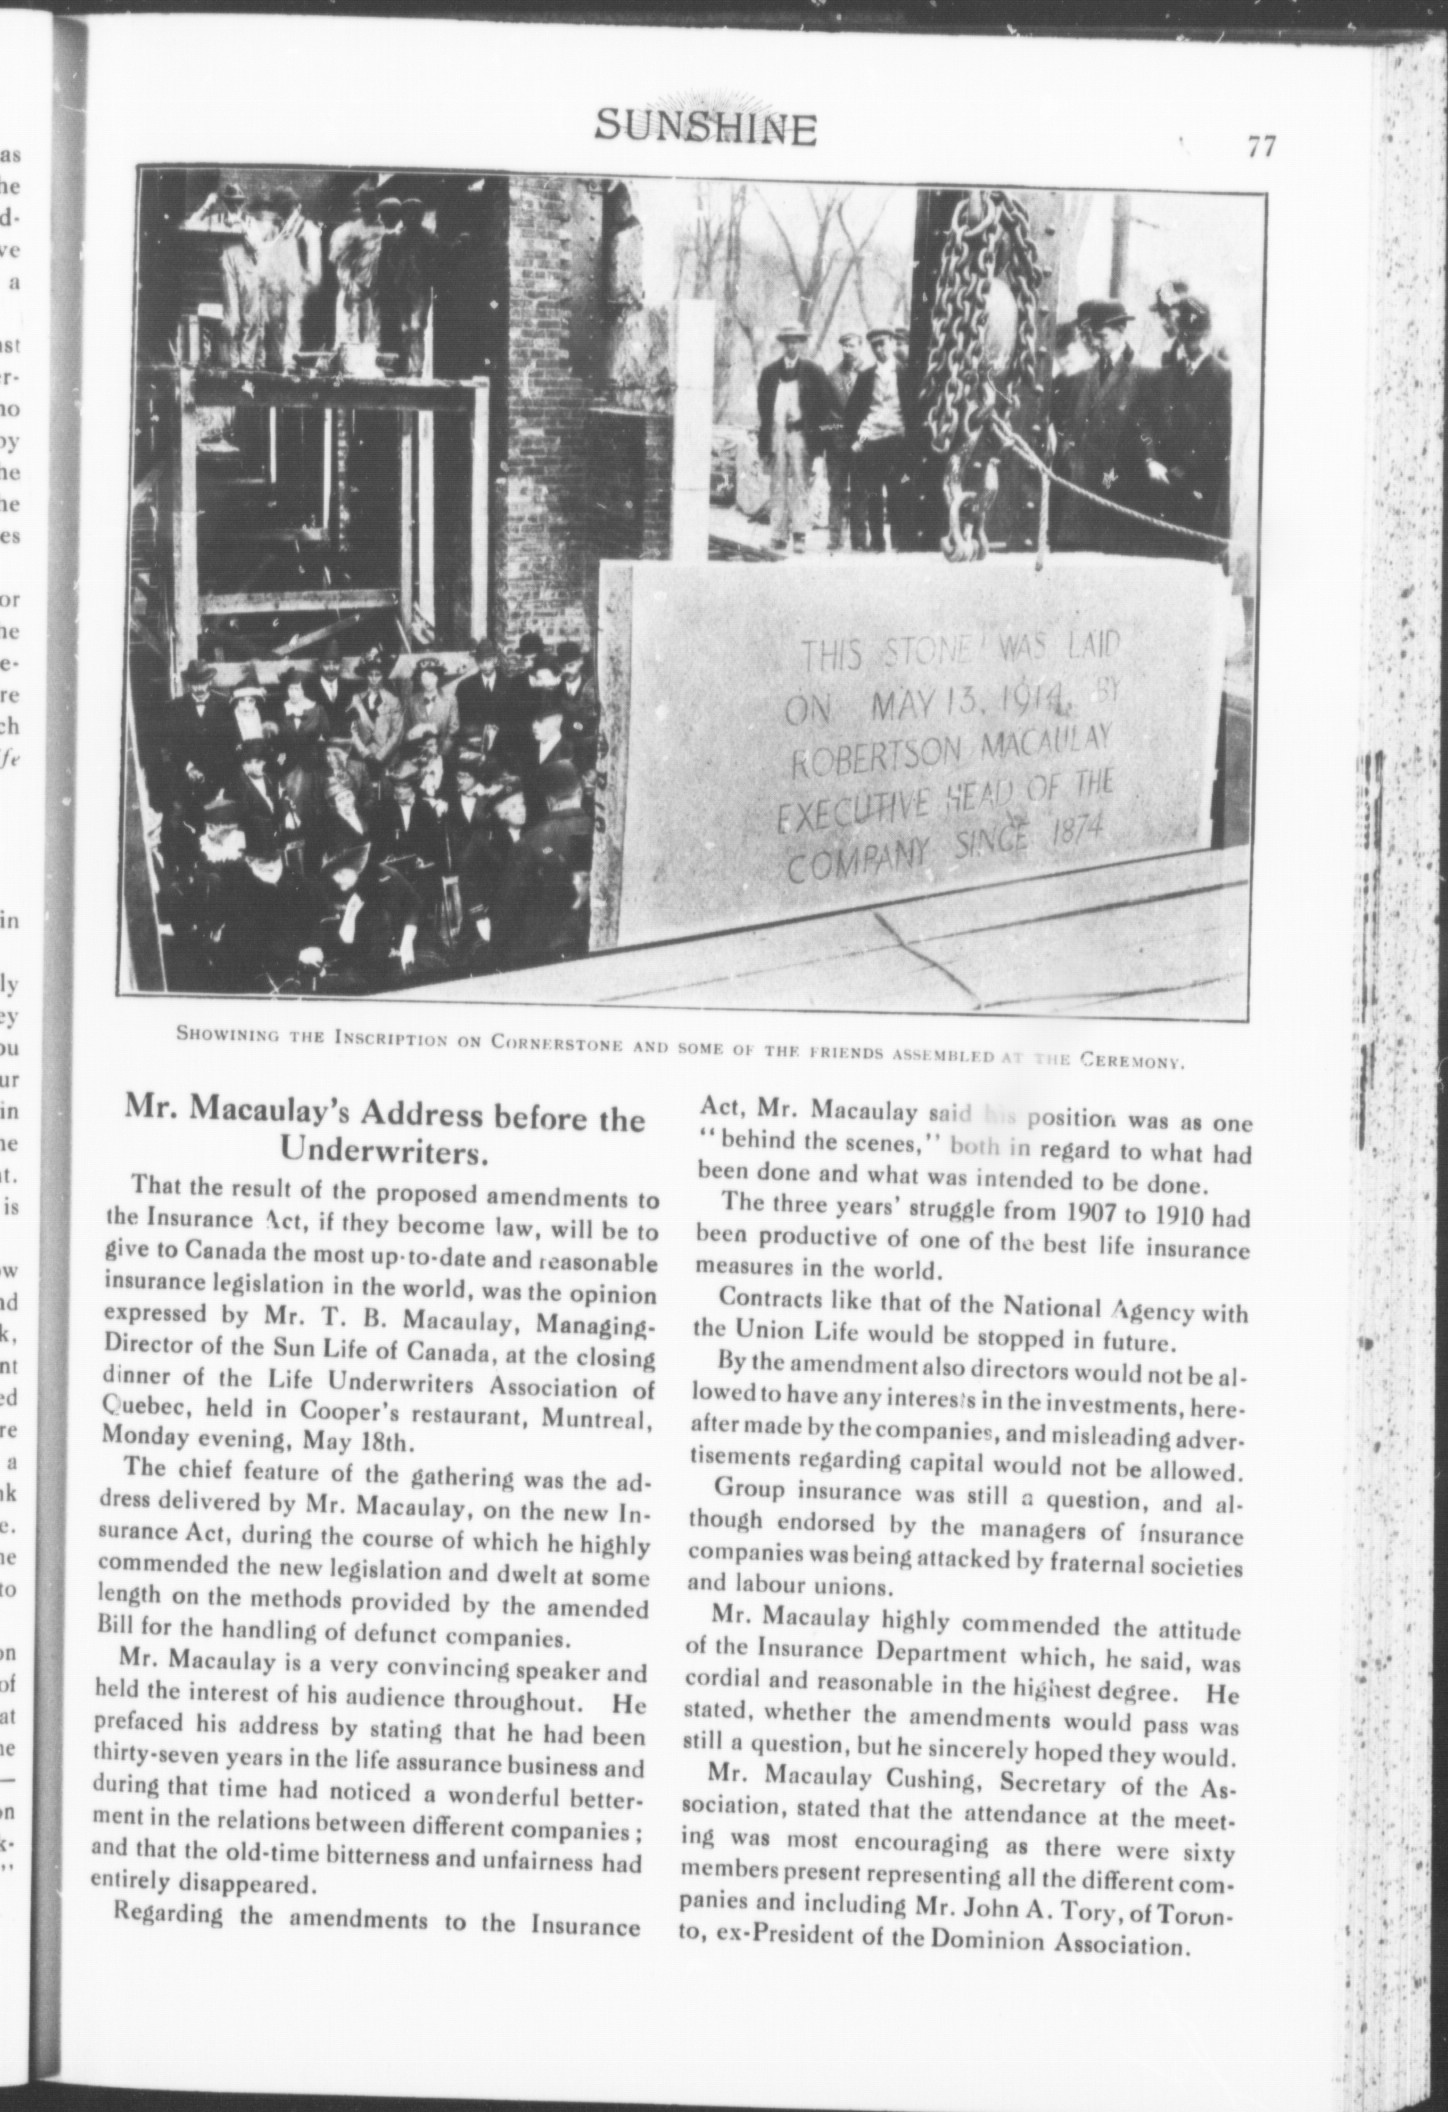 SUNSHINE
77
THIS STONE WAS LAID
ON MAY 13, 1914, BY
ROBERTSON MACAULAY
EXECUTIVE HEAD OF THE
COMPANY SINCE 1874
SHOWINING THE INSCRIPTION ON CORNERSTONE AND SOME OF THE FRIENDS ASSEMBLED AT THE CEREMONY.
Mr. Macaulay's Address before the
Underwriters.
That the result of the proposed amendments to
the Insurance Act, if they become law, will be to
give to Canada the most up-to-date and reasonable
insurance legislation in the world, was the opinion
expressed by Mr. T. B. Macaulay, Managing-
Director of the Sun Life of Canada, at the closing
dinner of the Life Underwriters Association of
Quebec, held in Cooper's restaurant, Muntreal,
Monday evening, May 18th.
The chief feature of the gathering was the ad-
dress delivered by Mr. Macaulay, on the new In-
surance Act, during the course of which he highly
commended the new legislation and dwelt at some
length on the methods provided by the amended
Bill for the handling of defunct companies.
Mr. Macaulay is a very convincing speaker and
held the interest of his audience throughout. He
prefaced his address by stating that he had been
thirty-seven years in the life assurance business and
during that time had noticed a wonderful better-
ment in the relations between different companies;
and that the old-time bitterness and unfairness had
entirely disappeared.
Regarding the amendments to the Insurance
Act, Mr. Macaulay said his position was as one
"behind the scenes," both in regard to what had
been done and what was intended to be done.
The three years' struggle from 1907 to 1910 had
been productive of one of the best life insurance
measures in the world.
Contracts like that of the National Agency with
the Union Life would be stopped in future.
By the amendment also directors would not be al-
lowed to have any interests in the investments, here-
after made by the companies, and misleading adver-
tisements regarding capital would not be allowed.
Group insurance was still a question, and al-
though endorsed by the managers of insurance
companies was being attacked by fraternal societies
and labour unions.
Mr. Macaulay highly commended the attitude
of the Insurance Department which, he said, was
cordial and reasonable in the highest degree. He
stated, whether the amendments would pass was
still a question, but he sincerely hoped they would.
Mr. Macaulay Cushing, Secretary of the As-
sociation, stated that the attendance at the meet-
ing was most encouraging as there were sixty
members present representing all the different com-
panies and including Mr. John A. Tory, of Toron-
to, ex-President of the Dominion Association.